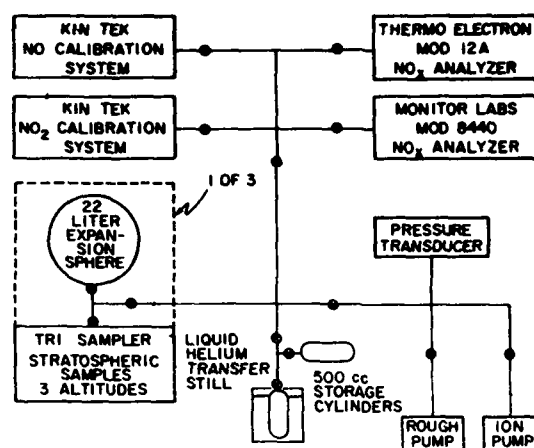 KIN TEK
NO CALIBRATION
SYSTEM
THERMO ELECTRON
MOD 12A
NOX ANALYZER
KIN TEK
NO2 CALIBRATION
SYSTEM
MONITOR LABS
MOD 8440
NOX ANALYZER
1 OF 3
22
LITER
EXPAN-
SION
SPHERE
PRESSURE
TRANSDUCER
TRI SAMPLER
STRATOSPHERIC
SAMPLES
3 ALTITUDES
LIQUID
HELIUM
TRANSFER
STILL
500 cc
STORAGE
CYLINDERS
ROUGH
PUMP
ION
PUMP